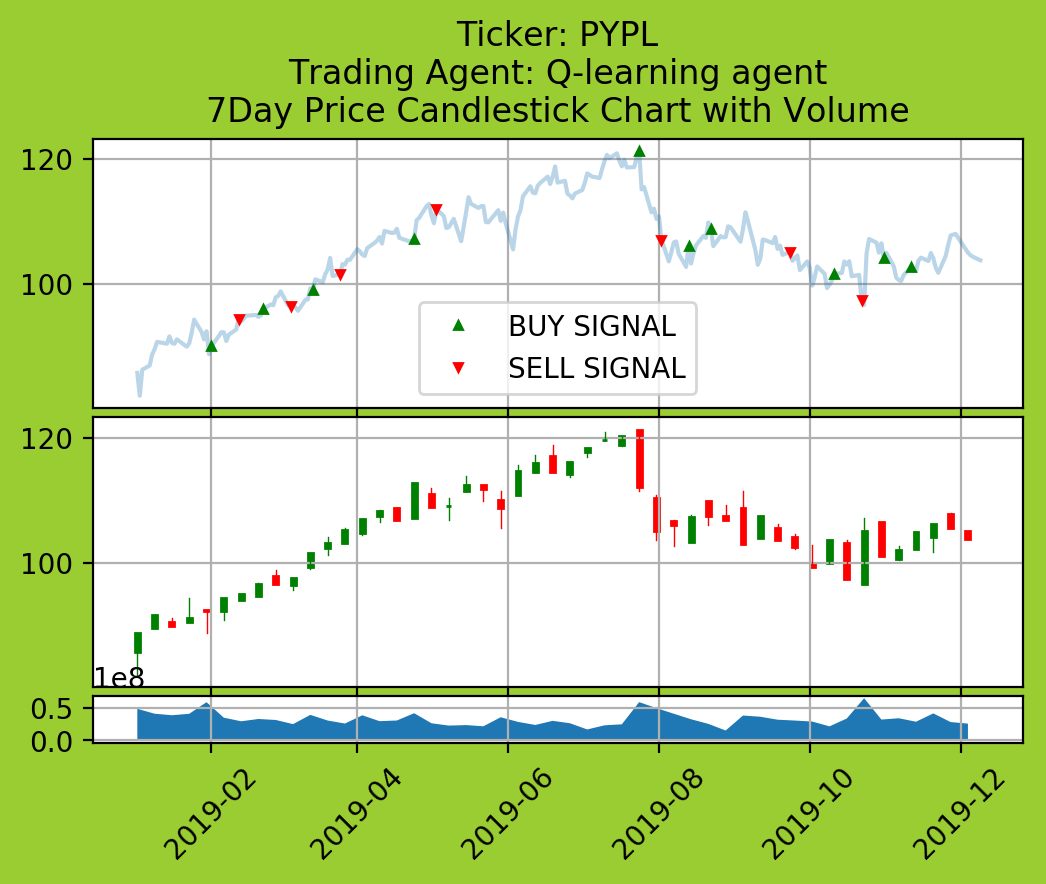 Ticker: PYPL
Trading Agent: Q-learning agent
7Day Price Candlestick Chart with Volume
120
100
BUY SIGNAL
SELL SIGNAL
120
100
1e8
0.5
0.0
2019-02
2019-04
2019-06
2019-08
2019-10
2019-12